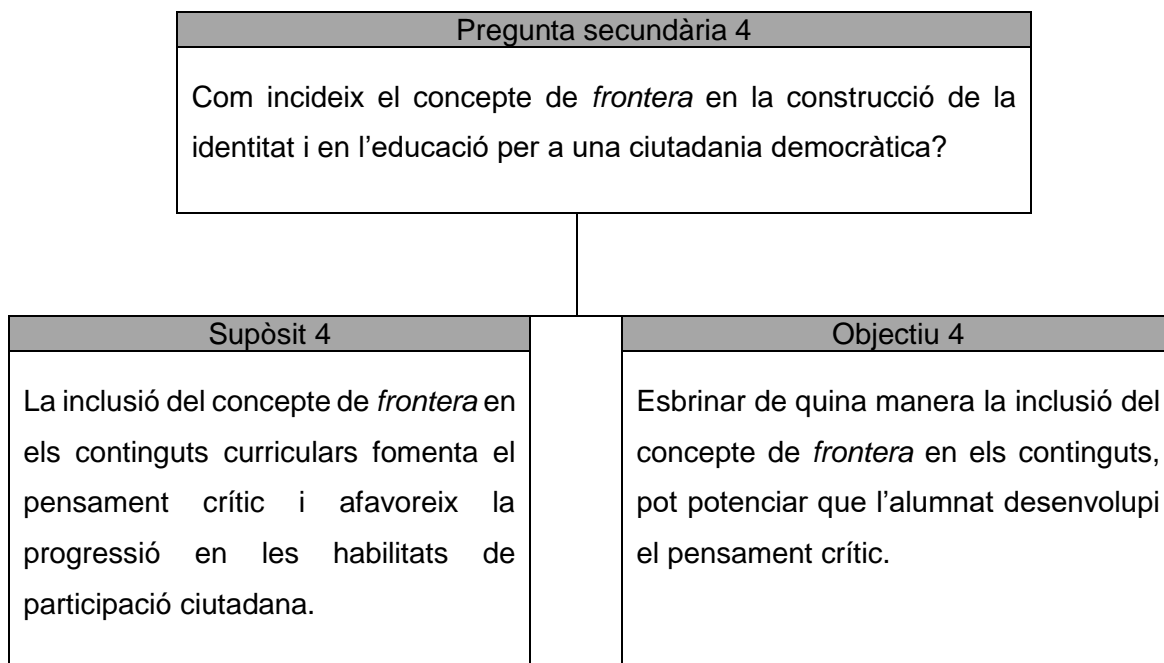 Pregunta secundària 4
Com incideix el concepte de frontera en la construcció de la
identitat i en l’educació per a una ciutadania democràtica?
Supòsit 4
La inclusió del concepte de frontera en
els continguts curriculars fomenta el
pensament crític i afavoreix la
progressió en les habilitats de
participació ciutadana.
Objectiu 4
Esbrinar de quina manera la inclusió del
concepte de frontera en els continguts,
pot potenciar que l’alumnat desenvolupi
el pensament crític.